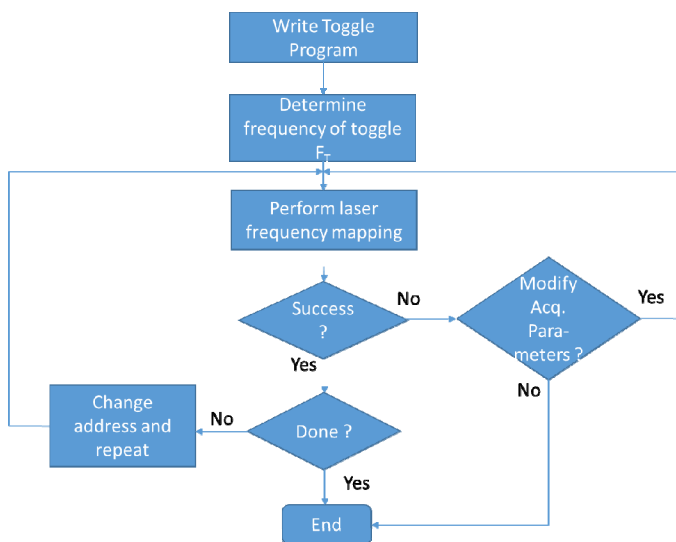 Write Toggle
Program
Determine
frequency of toggle
F_T
Perform laser
frequency mapping
Success
?
No
Modify
Acq.
Para-
meters ?
Yes
Yes
No
Change
address and
repeat
No
Done ?
Yes
End